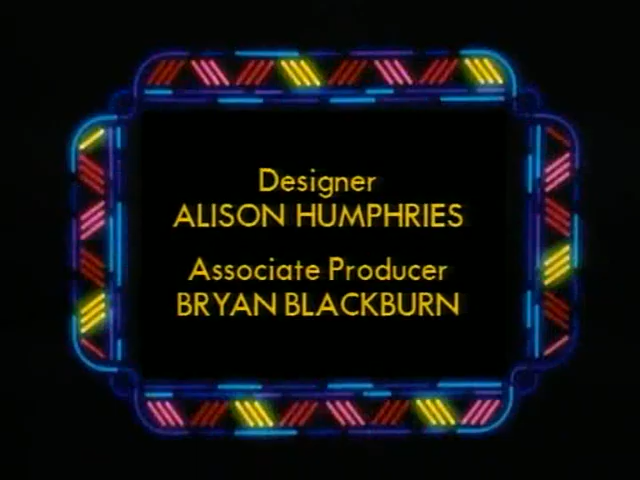 Designer
ALISON HUMPHRIES
Associate Producer
BRYAN BLACKBURN